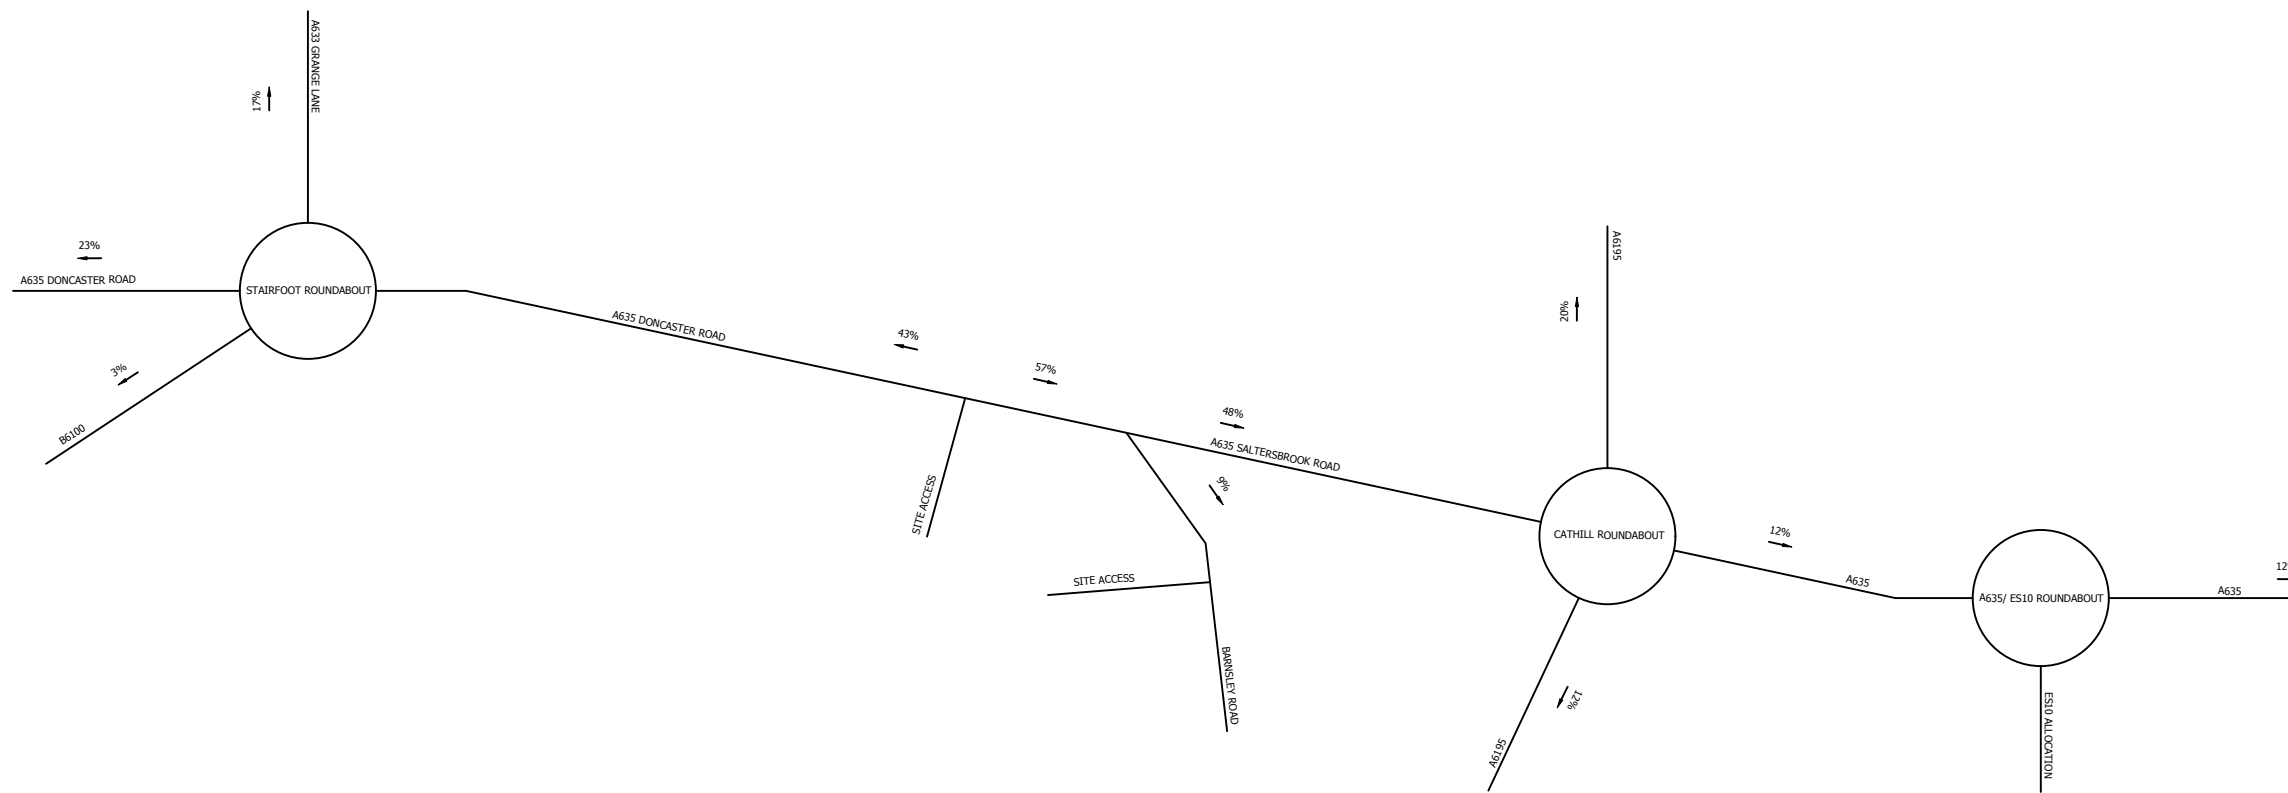 A633 GRANGE LANE
17%
23%
A635 DONCASTER ROAD
STAIRFOOT ROUNDABOUT
3%
B6100
A635 DONCASTER ROAD
43%
57%
48%
A635 SALTERSBROOK ROAD
9%
SITE ACCESS
SITE ACCESS
BARNSLEY ROAD
A6195
20%
CATHILL ROUNDABOUT
12%
A6195
12%
A635
A635/ ES10 ROUNDABOUT
A635
ES10 ALLOCATION